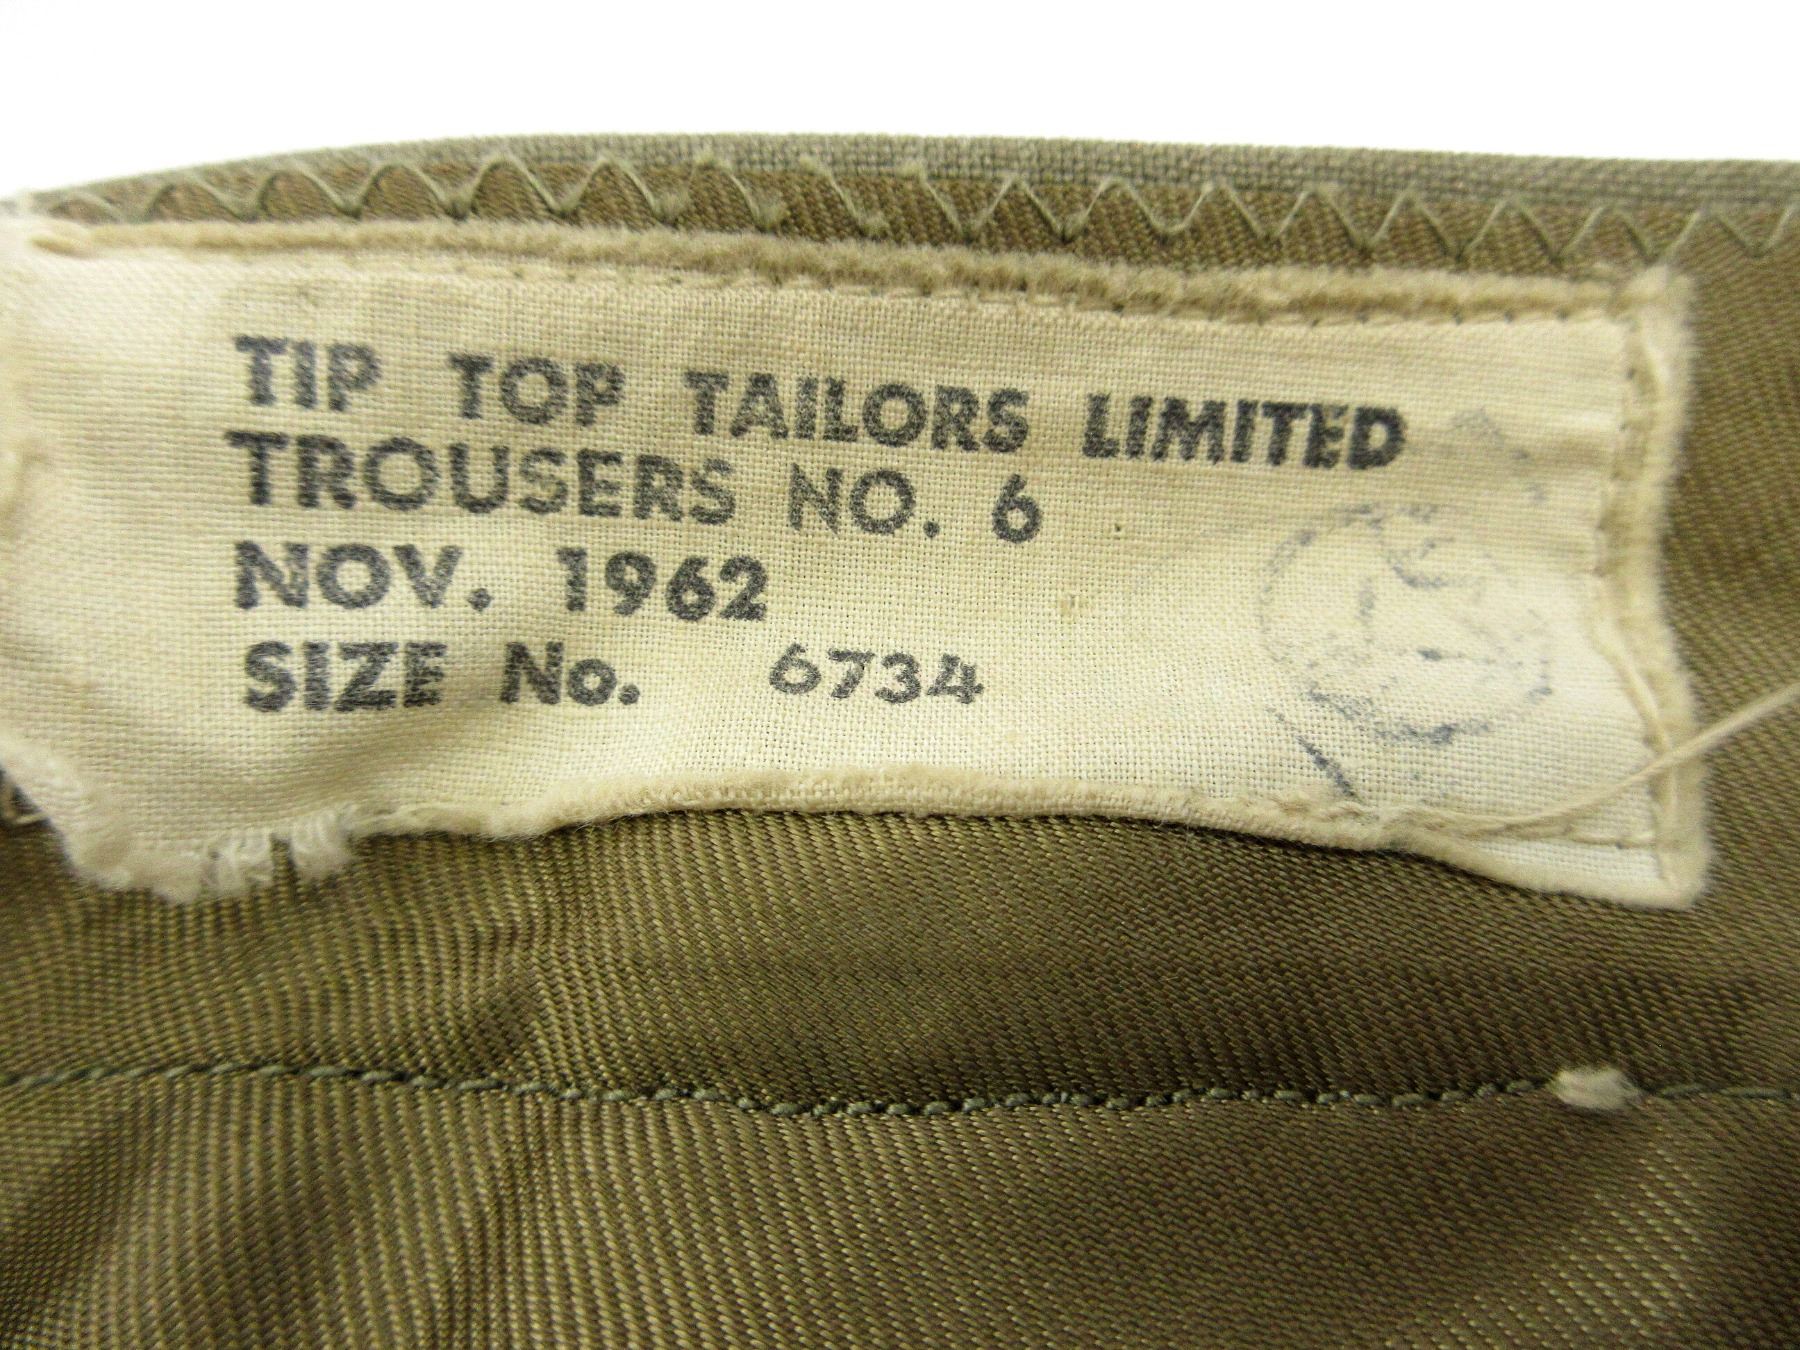 TIP TOP TAILORS LIMITED
TROUSERS NO. 6
NOV. 1962
SIZE No. 6734